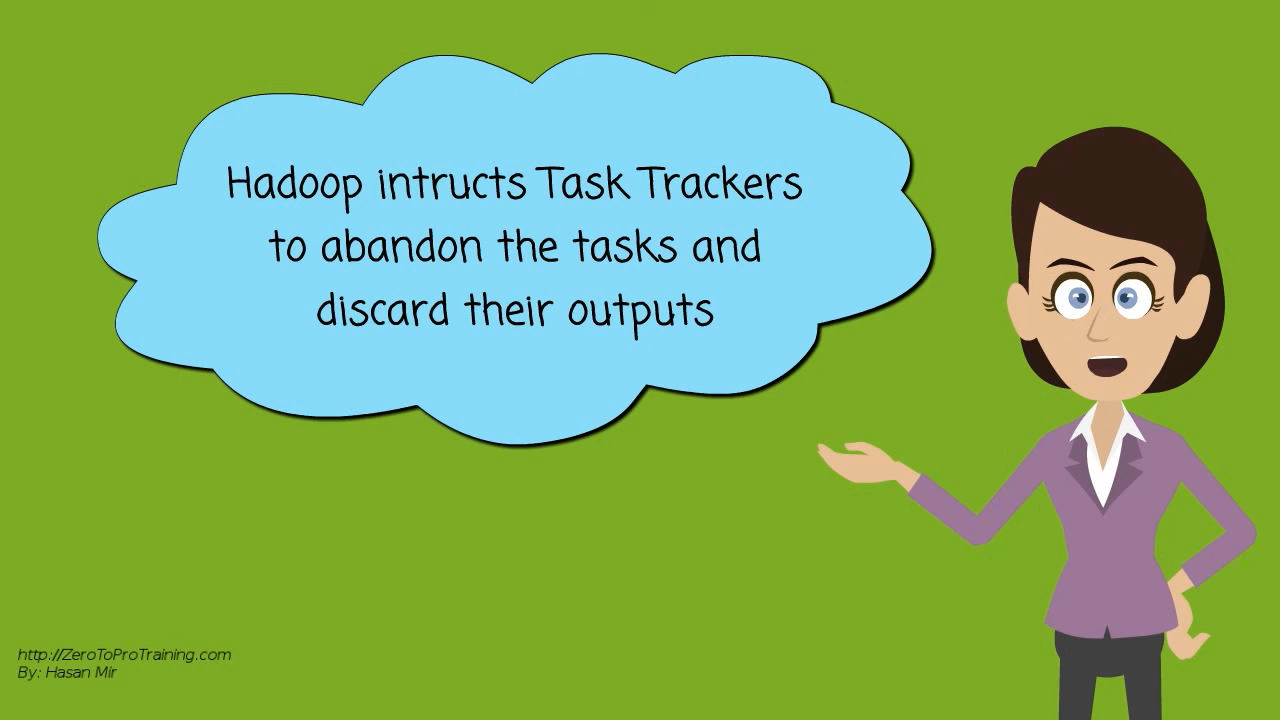 Hadoop intructs Task Trackers
to abandon the tasks and
discard their outputs
http://ZeroToProTraining.com
By: Hasan Mir